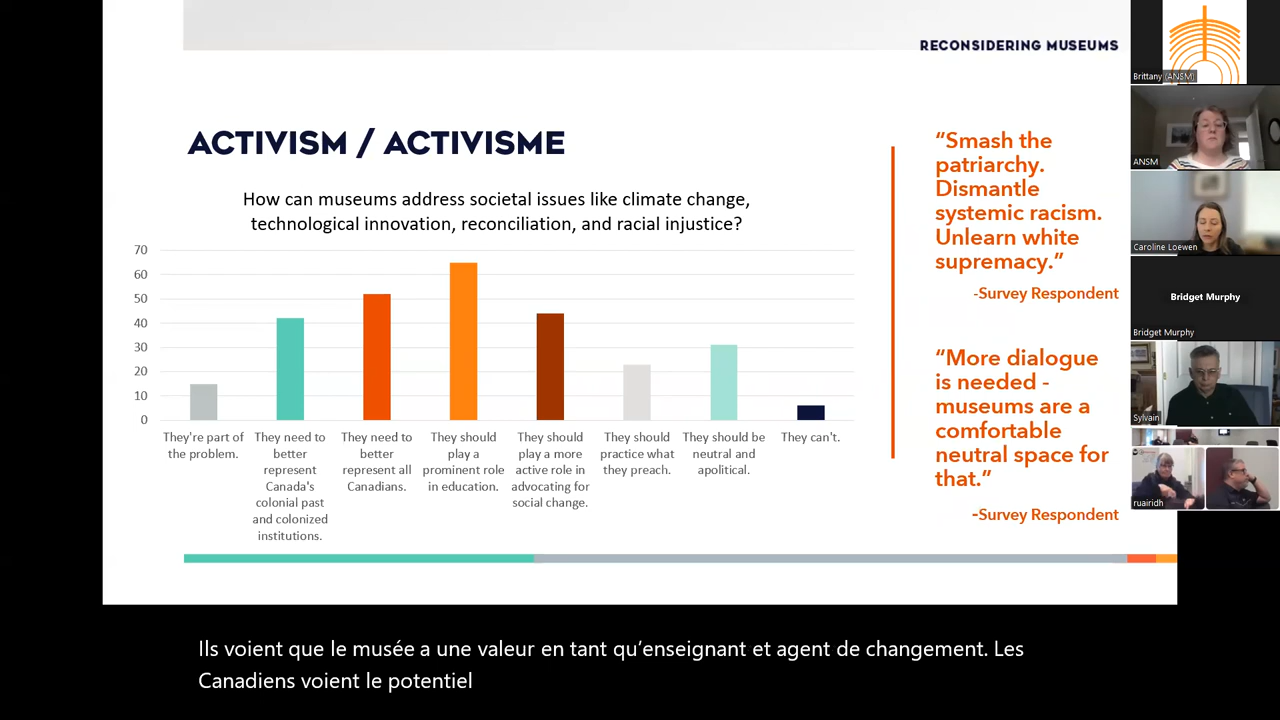 RECONSIDERING MUSEUMS
ACTIVISM / ACTIVISME
How can museums address societal issues like climate change,
technological innovation, reconciliation, and racial injustice?
70
60
50
40
30
20
10
0
They're part of
the problem.
They need to
better
represent
Canada's
colonial past
and colonized
institutions.
They need to
better
represent all
Canadians.
They should
play a
prominent role
in education.
They should
play a more
active role in
advocating for
social change.
They should
practice what
they preach.
They should be
neutral and
apolitical.
They can't.
“Smash the
patriarchy.
Dismantle
systemic racism.
Unlearn white
supremacy.”
-Survey Respondent
“More dialogue
is needed -
museums are a
comfortable
neutral space for
that.”
-Survey Respondent
Brittany (ANSM)
ANSM
Caroline Loewen
Bridget Murphy
Bridget Murphy
Sylvain
ruairidh
Ils voient que le musée a une valeur en tant qu’enseignant et agent de changement. Les
Canadiens voient le potentiel